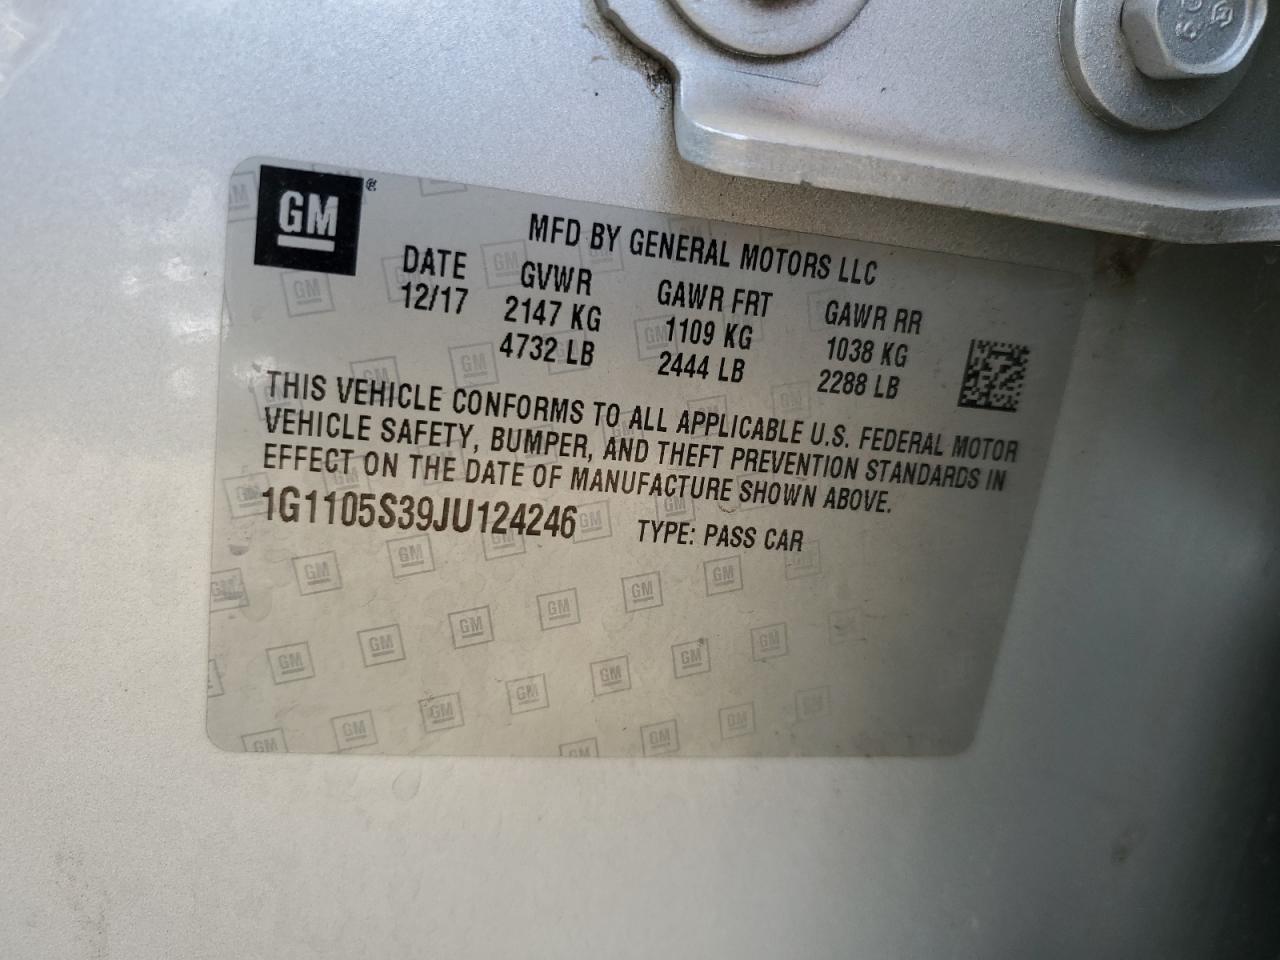 GM®
MFD BY GENERAL MOTORS LLC
DATE GVWR GAWR FRT GAWR RR
12/17 2147 KG 1109 KG 1038 KG
4732 LB 2444 LB 2288 LB
THIS VEHICLE CONFORMS TO ALL APPLICABLE U.S. FEDERAL MOTOR
VEHICLE SAFETY, BUMPER, AND THEFT PREVENTION STANDARDS IN
EFFECT ON THE DATE OF MANUFACTURE SHOWN ABOVE.
1G1105S39JU124246 TYPE: PASS CAR